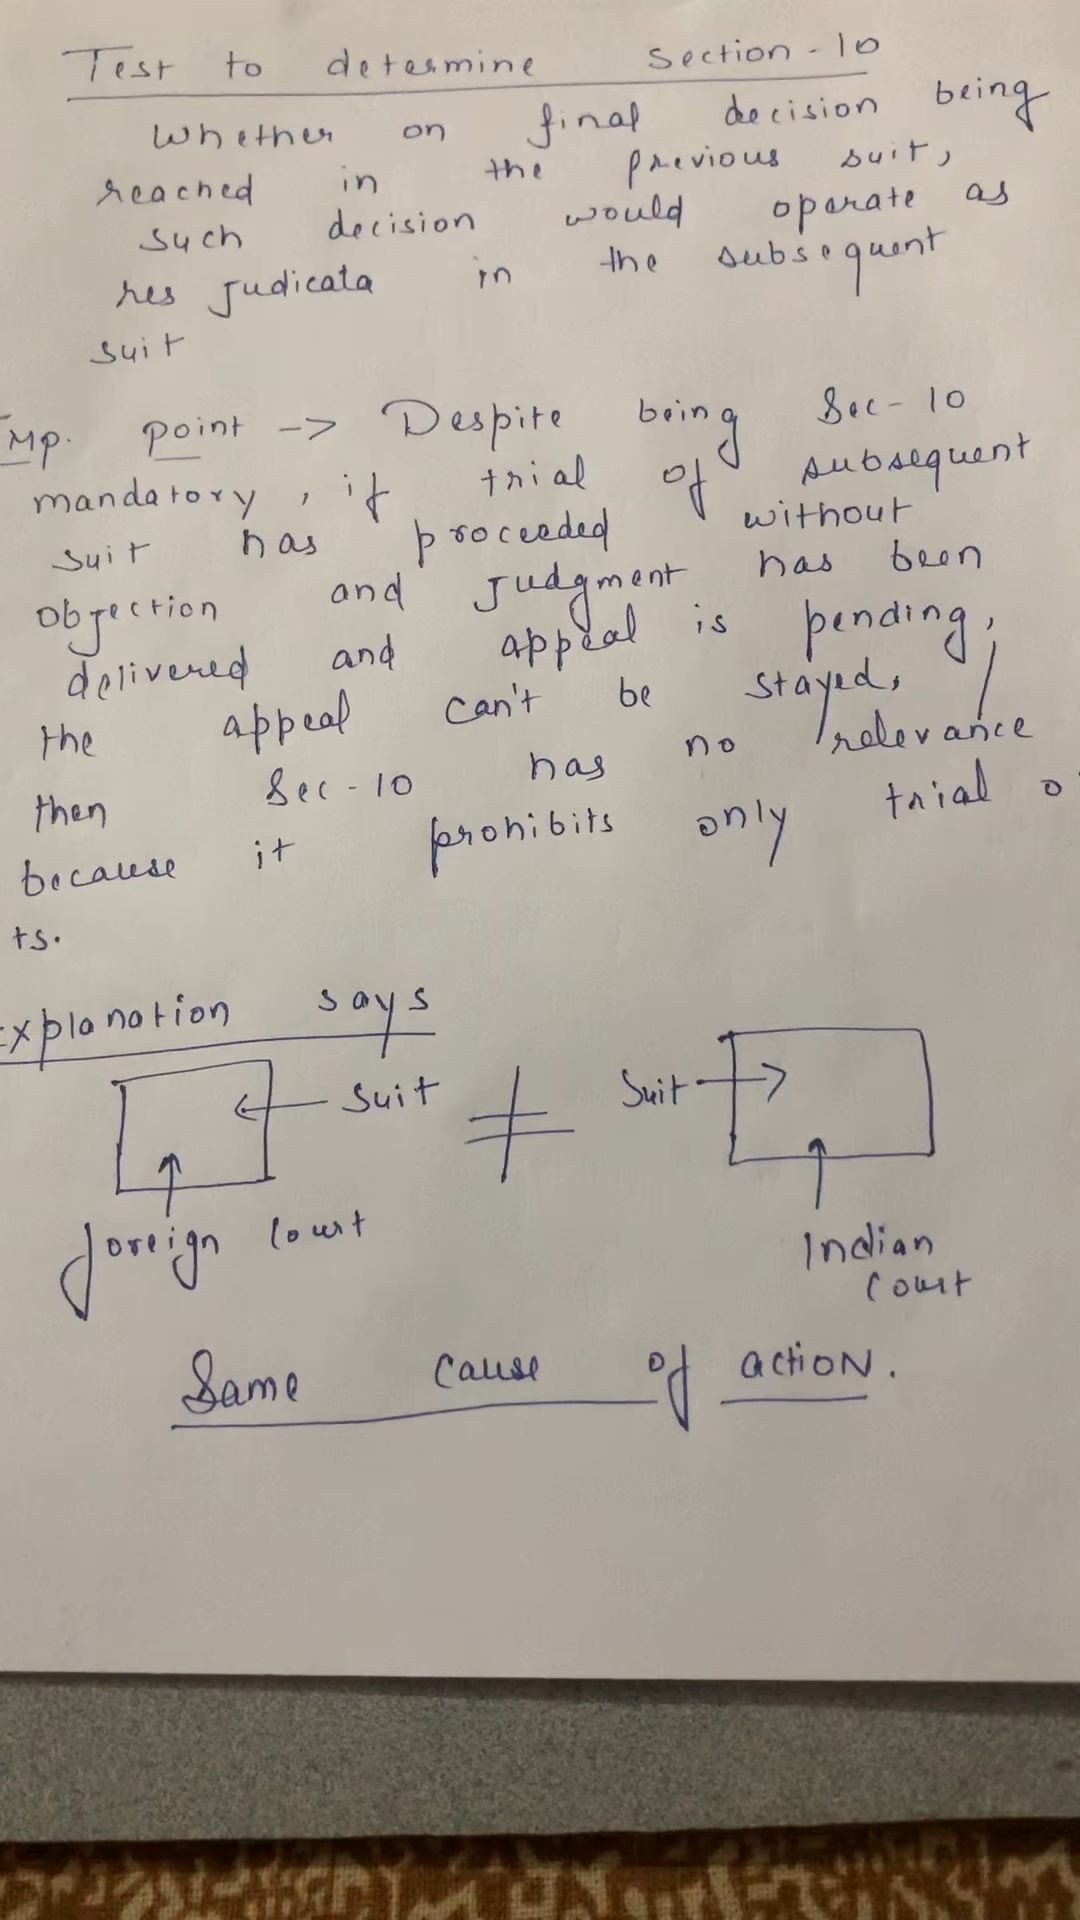 Test to determine Section-10
Whether on final decision being
reached in the previous suit,
such decision would operate as
res judicata in the subsequent
suit
Imp. point -> Despite being Sec-10
mandatory, if trial of subsequent
suit has proceeded without
objection and Judgment has been
delivered and appeal is pending,
the appeal can't be stayed,
then Sec-10 has no relevance
because it prohibits only trial o
ts.
Explanation says
Suit ≠ Suit
foreign Court
Indian
Court
Same cause of action.